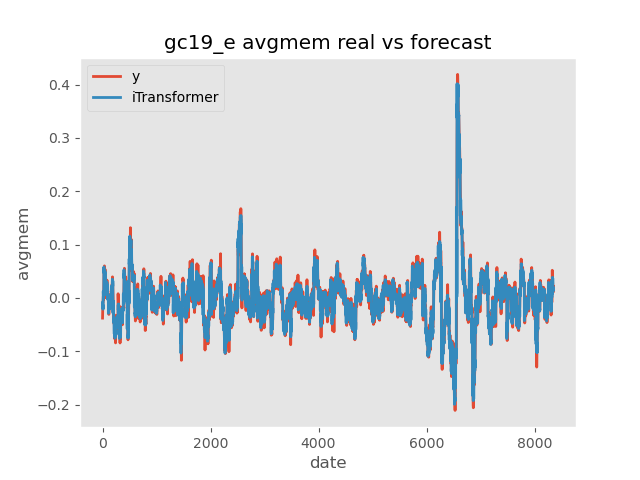 gc19_e avgmem real vs forecast
y
iTransformer
avgmem
0.4
0.3
0.2
0.1
0.0
−0.1
−0.2
0 2000 4000 6000 8000
date